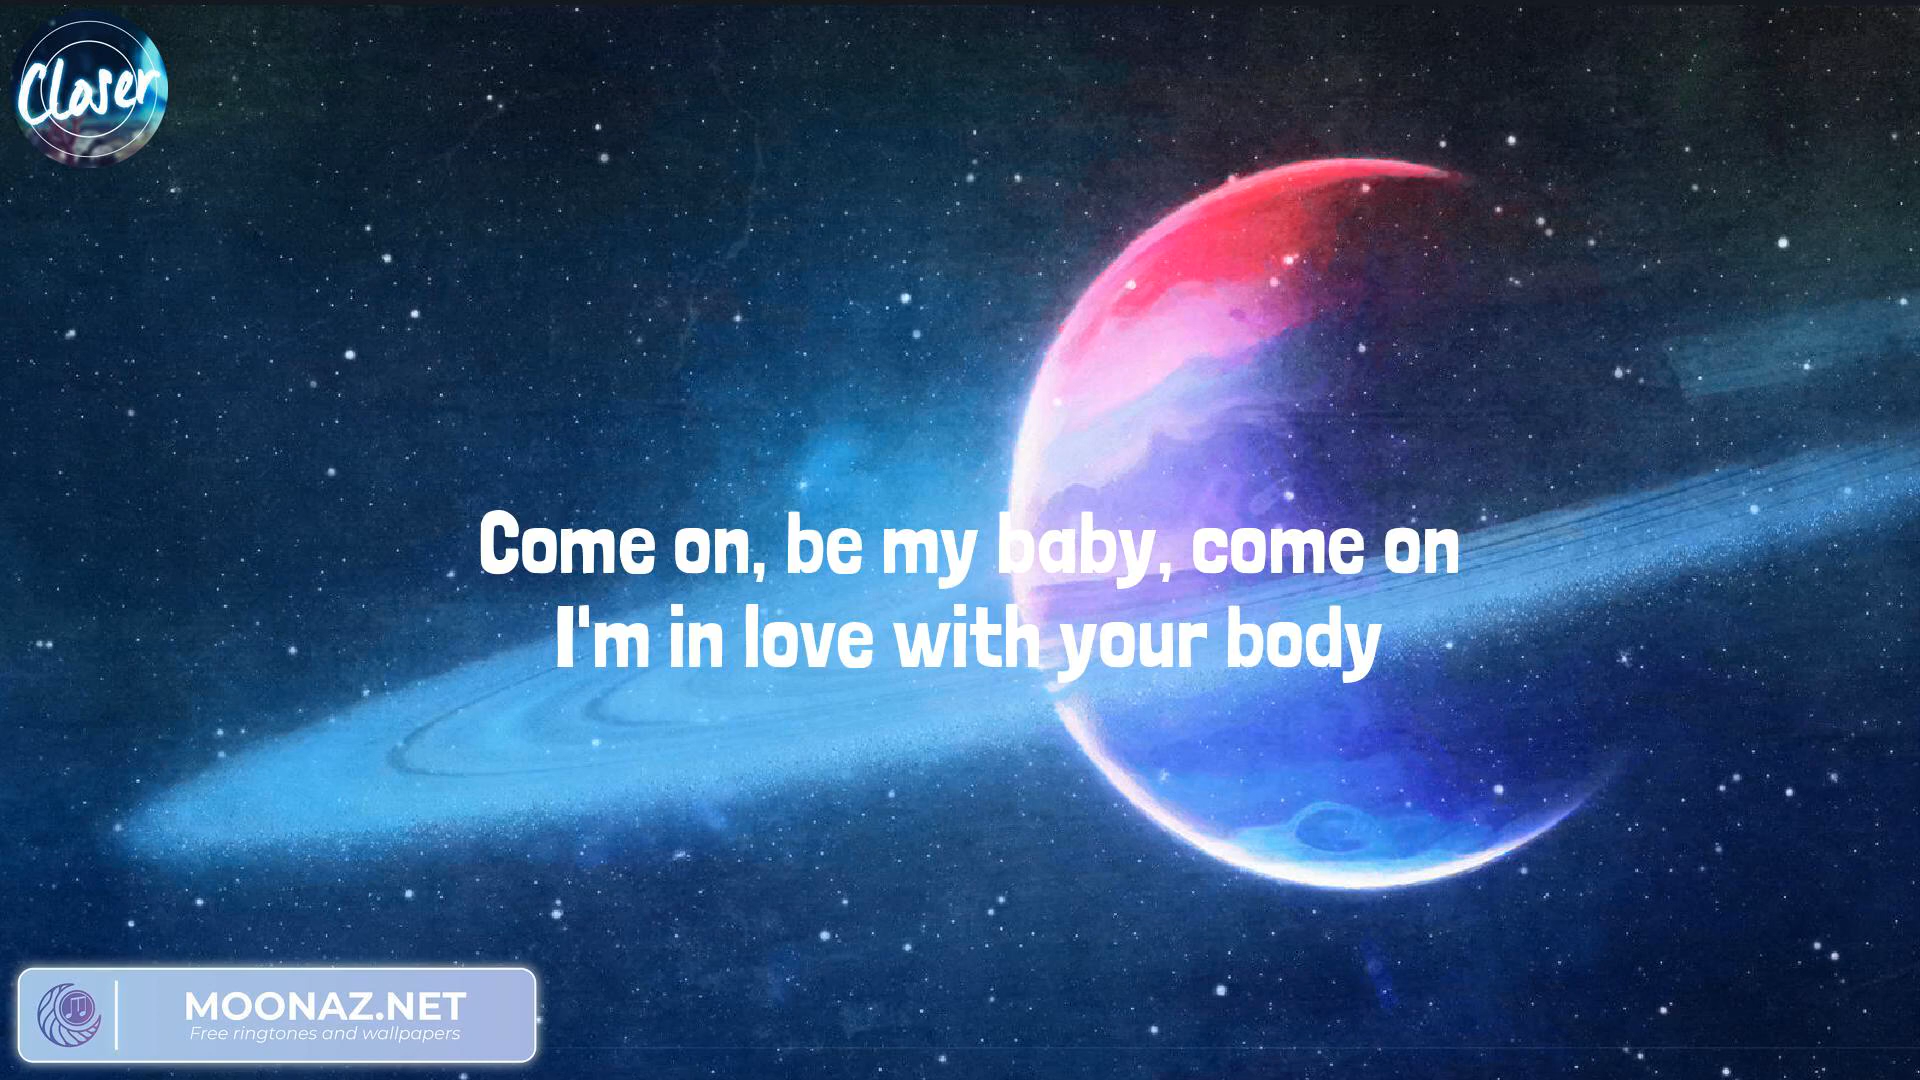 Closer
Come on, be my baby, come on
I'm in love with your body
MOONAZ.NET
Free ringtones and wallpapers